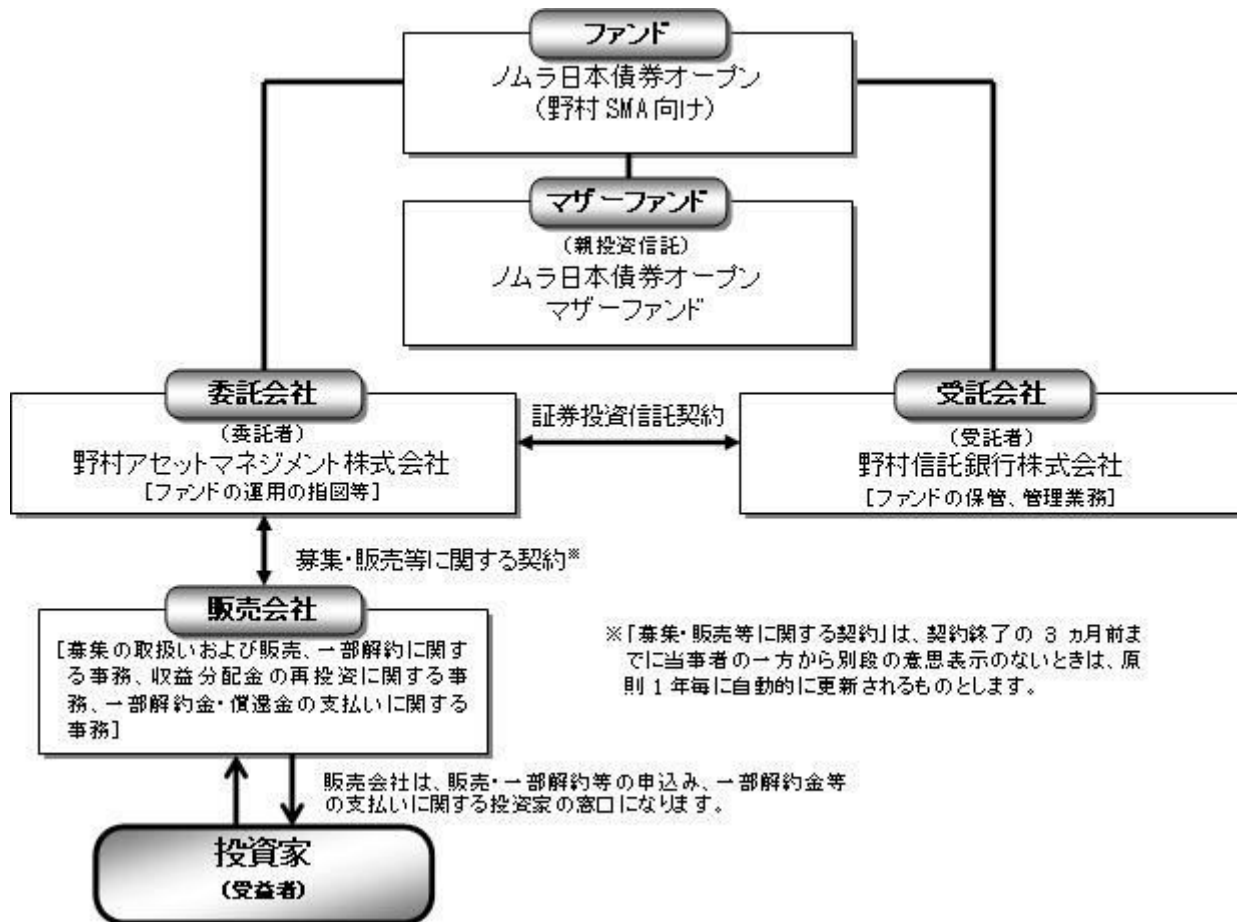 ファンド
ノムラ日本債券オープン
(野村SMA向け)
マザーファンド
(親投資信託)
ノムラ日本債券オープン
マザーファンド
委託会社
(委託者)
野村アセットマネジメント株式会社
[ファンドの運用の指図等]
証券投資信託契約
受託会社
(受託者)
野村信託銀行株式会社
[ファンドの保管、管理業務]
募集・販売等に関する契約※
販売会社
[募集の取扱いおよび販売、一部解約に関す
る事務、収益分配金の再投資に関する事
務、一部解約金・償還金の支払いに関する
事務]
※「募集・販売等に関する契約」は、契約終了の 3 ヵ月前ま
でに当事者の一方から別段の意思表示のないときは、原
則 1 年毎に自動的に更新されるものとします。
販売会社は、販売・一部解約等の申込み、一部解約金等
の支払いに関する投資家の窓口になります。
投資家
(受益者)